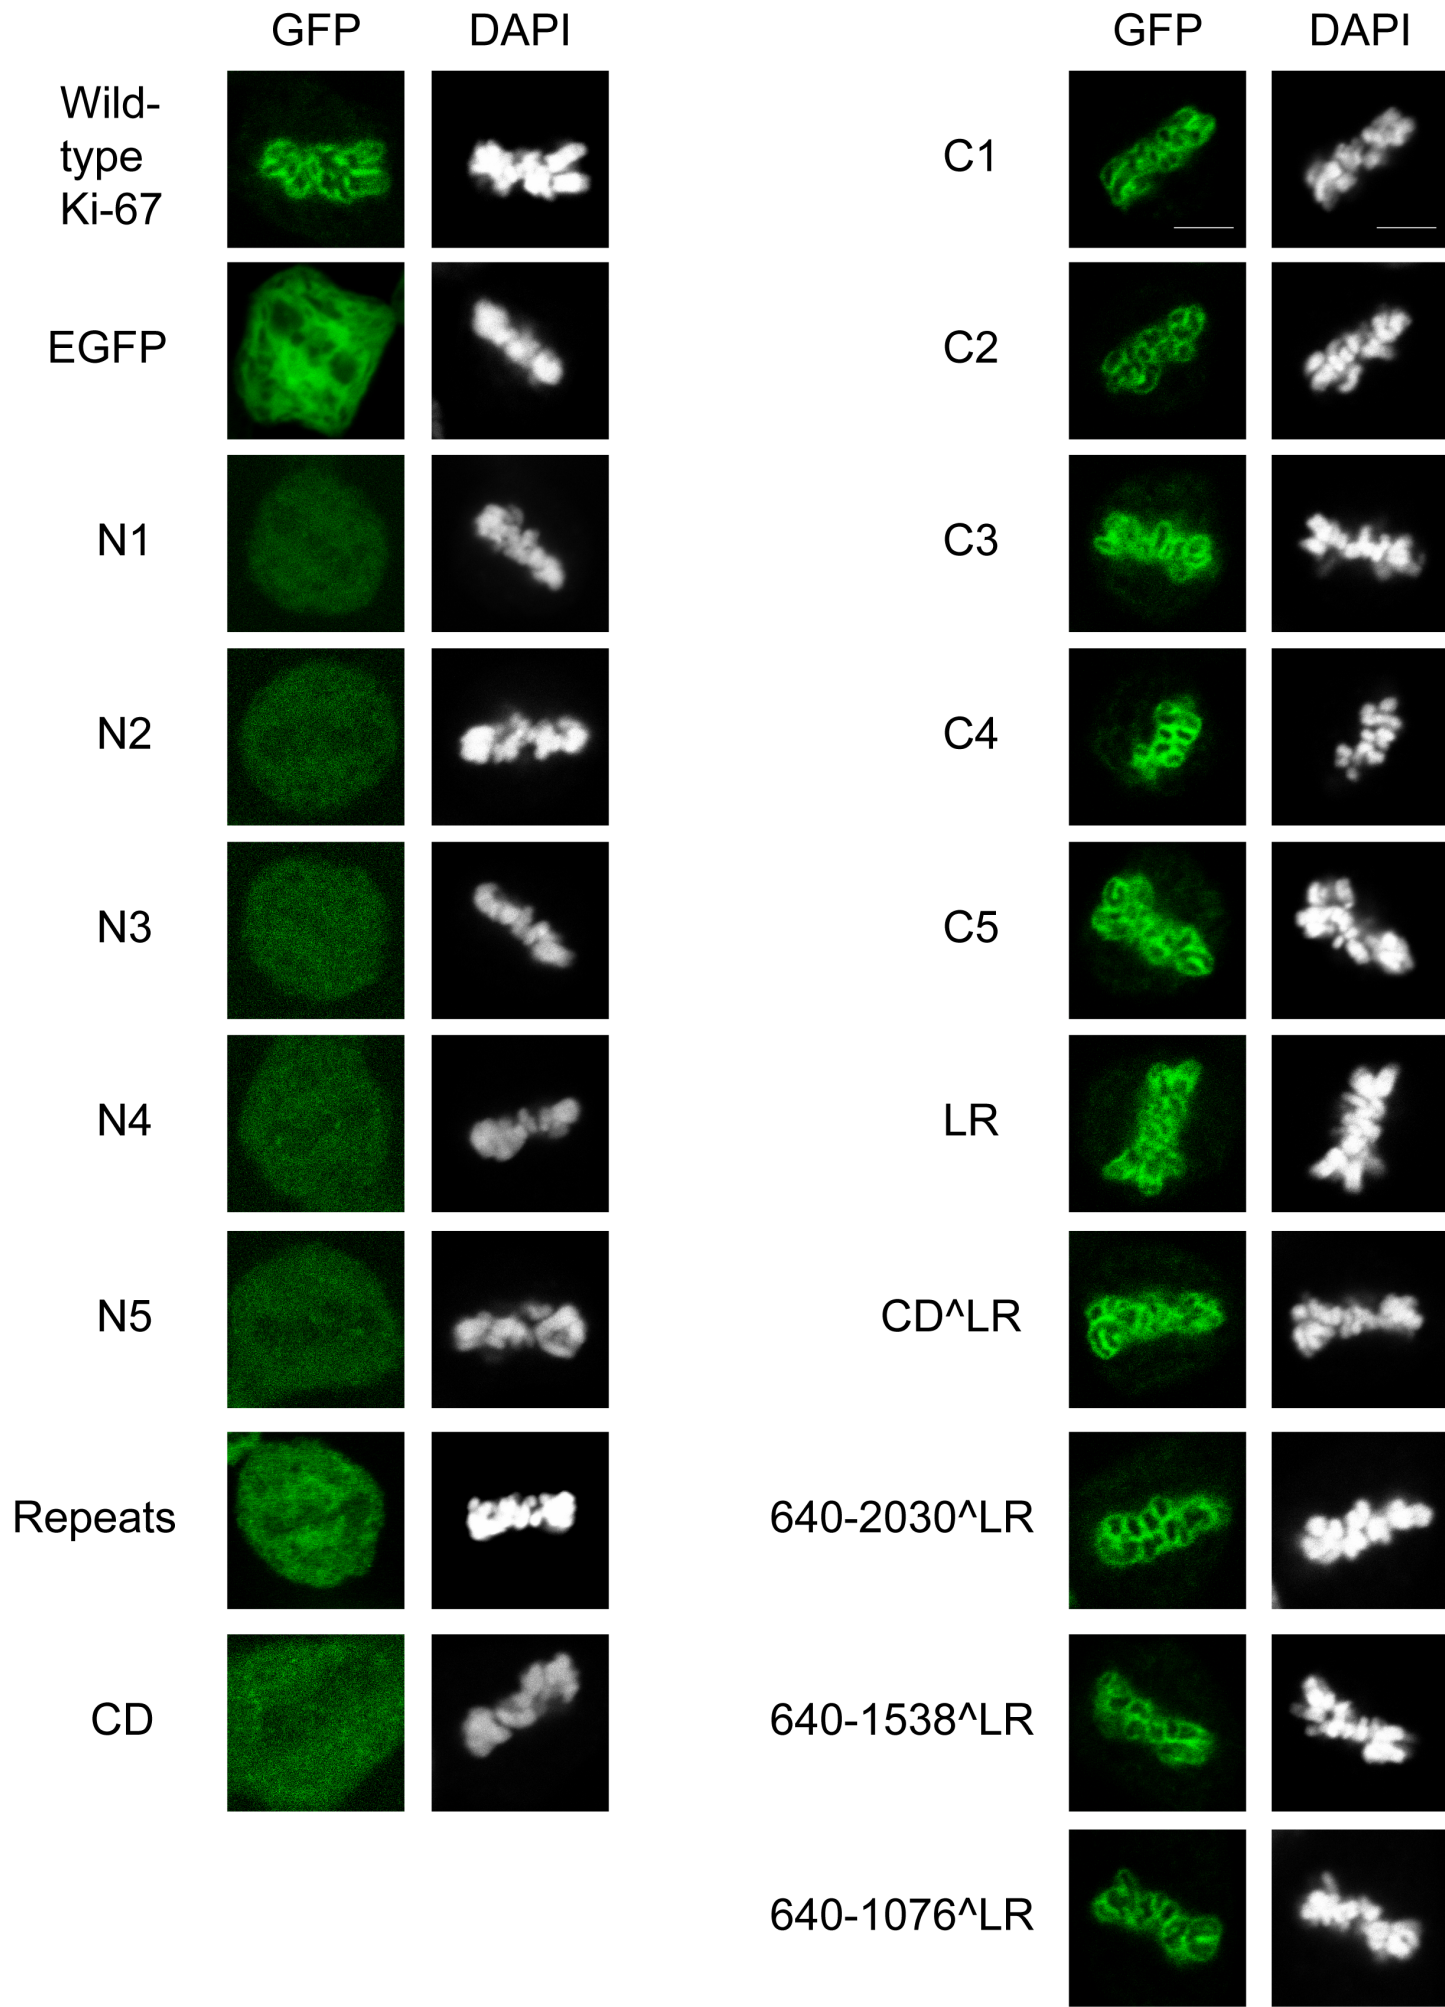 GFP DAPI
Wild-
type
Ki-67
EGFP
N1
N2
N3
N4
N5
Repeats
CD
GFP DAPI
C1
C2
C3
C4
C5
LR
CD^LR
640-2030^LR
640-1538^LR
640-1076^LR